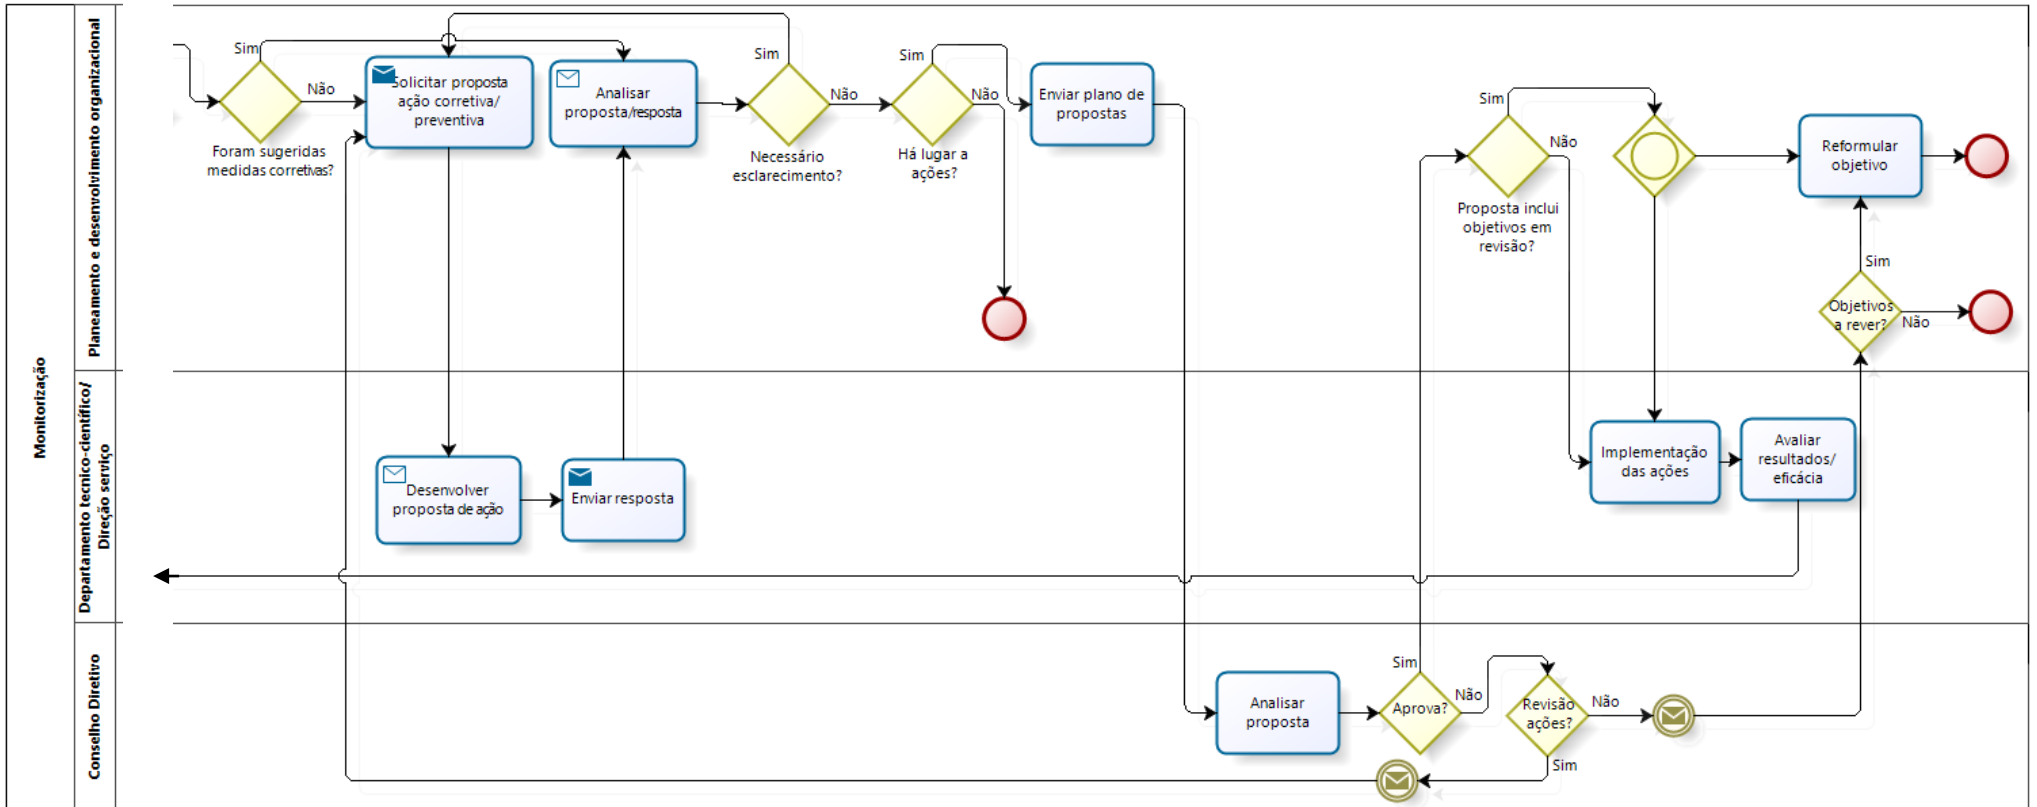 Monitorização
Planeamento e desenvolvimento organizacional
Departamento tecnico-científico/
Direção serviço
Conselho Diretivo
Sim
Não
Foram sugeridas
medidas corretivas?
Solicitar proposta
ação corretiva/
preventiva
Analisar
proposta/resposta
Sim
Não
Necessário
esclarecimento?
Sim
Não
Há lugar a
ações?
Enviar plano de
propostas
Sim
Não
Proposta inclui
objetivos em
revisão?
Reformular
objetivo
Sim
Objetivos
a rever?
Não
Desenvolver
proposta de ação
Enviar resposta
Implementação
das ações
Avaliar
resultados/
eficácia
Analisar
proposta
Sim
Aprova?
Não
Revisão
ações?
Não
Sim